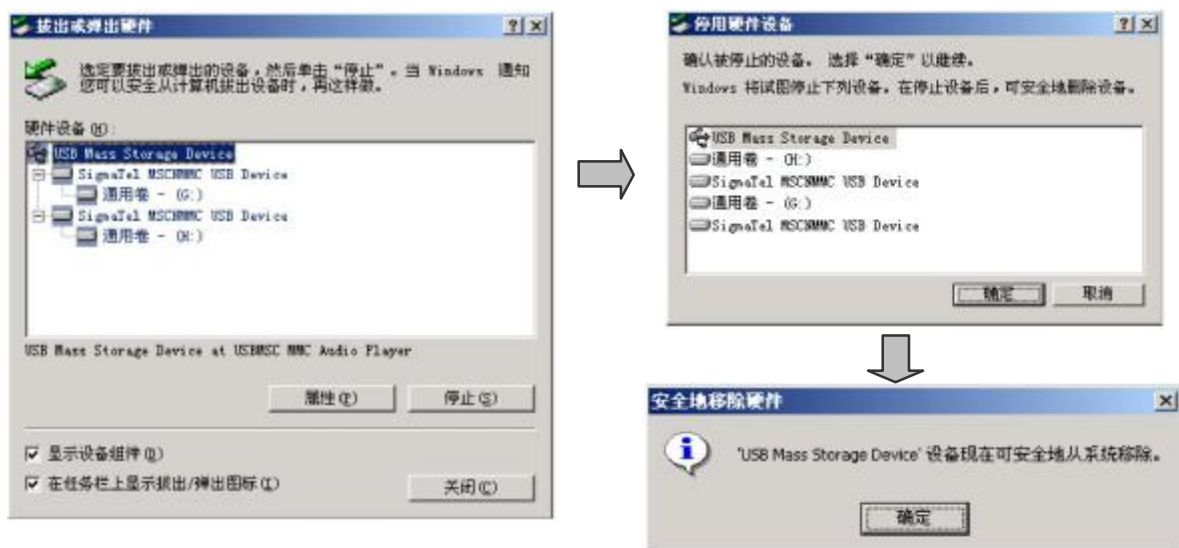 拔出或弹出硬件
选定要拔出或弹出的设备，然后单击“停止”。当 Windows 通知
您可以安全从计算机拔出设备时，再这样做。
硬件设备(H):
USB Mass Storage Device
SigmaTel MSCNMMC USB Device
通用卷 - (G:)
SigmaTel MSCNMMC USB Device
通用卷 - (H:)
USB Mass Storage Device at USBMSC MMC Audio Player
属性(P)
停止(S)
显示设备组件(D)
在任务栏上显示拔出/弹出图标(I)
关闭(C)
停用硬件设备
确认被停止的设备。 选择“确定”以继续。
Windows 将试图停止下列设备。在停止设备后，可安全地删除设备。
USB Mass Storage Device
通用卷 - (H:)
SigmaTel MSCNMMC USB Device
通用卷 - (G:)
SigmaTel MSCNMMC USB Device
确定
取消
安全地移除硬件
'USB Mass Storage Device' 设备现在可安全地从系统移除。
确定